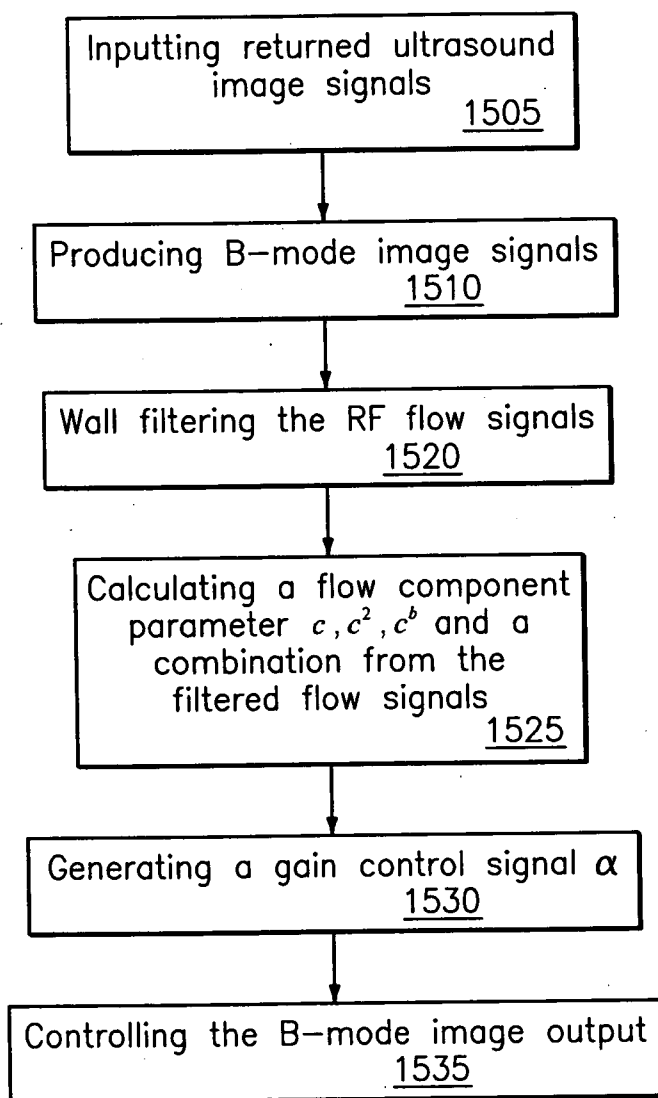 Inputting returned ultrasound
image signals
1505
Producing B–mode image signals
1510
Wall filtering the RF flow signals
1520
Calculating a flow component
parameter c, c², cᵇ and a
combination from the
filtered flow signals
1525
Generating a gain control signal α
1530
Controlling the B–mode image output
1535